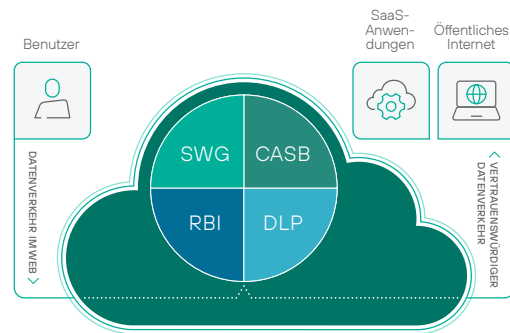 Benutzer
SaaS-
Anwen-
dungen
Öffentliches
Internet
SWG
CASB
RBI
DLP
DATENVERKEHR IM WEB
VERTRAUENSWÜRDIGER
DATENVERKEHR